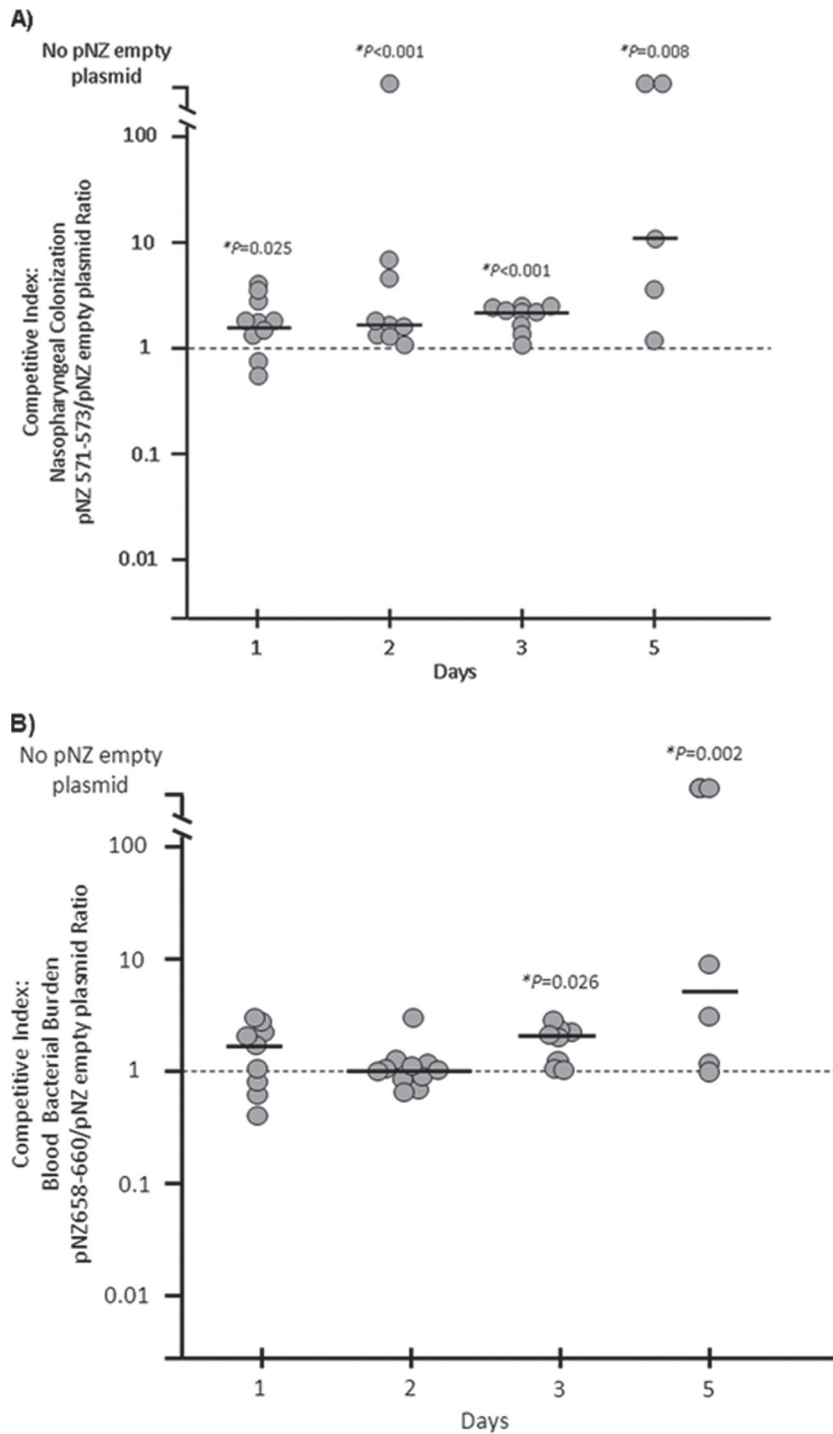 A)
No pNZ empty
plasmid
*P<0.001
*P=0.008
100
*P=0.025
10
*P<0.001
1
0.1
0.01
Competitive Index:
Nasopharyngeal Colonization
pNZ 571-573/pNZ empty plasmid Ratio
1
2
3
5
Days
B)
No pNZ empty
plasmid
*P=0.002
100
10
*P=0.026
1
0.1
0.01
Competitive Index:
Blood Bacterial Burden
pNZ658-660/pNZ empty plasmid Ratio
1
2
3
5
Days